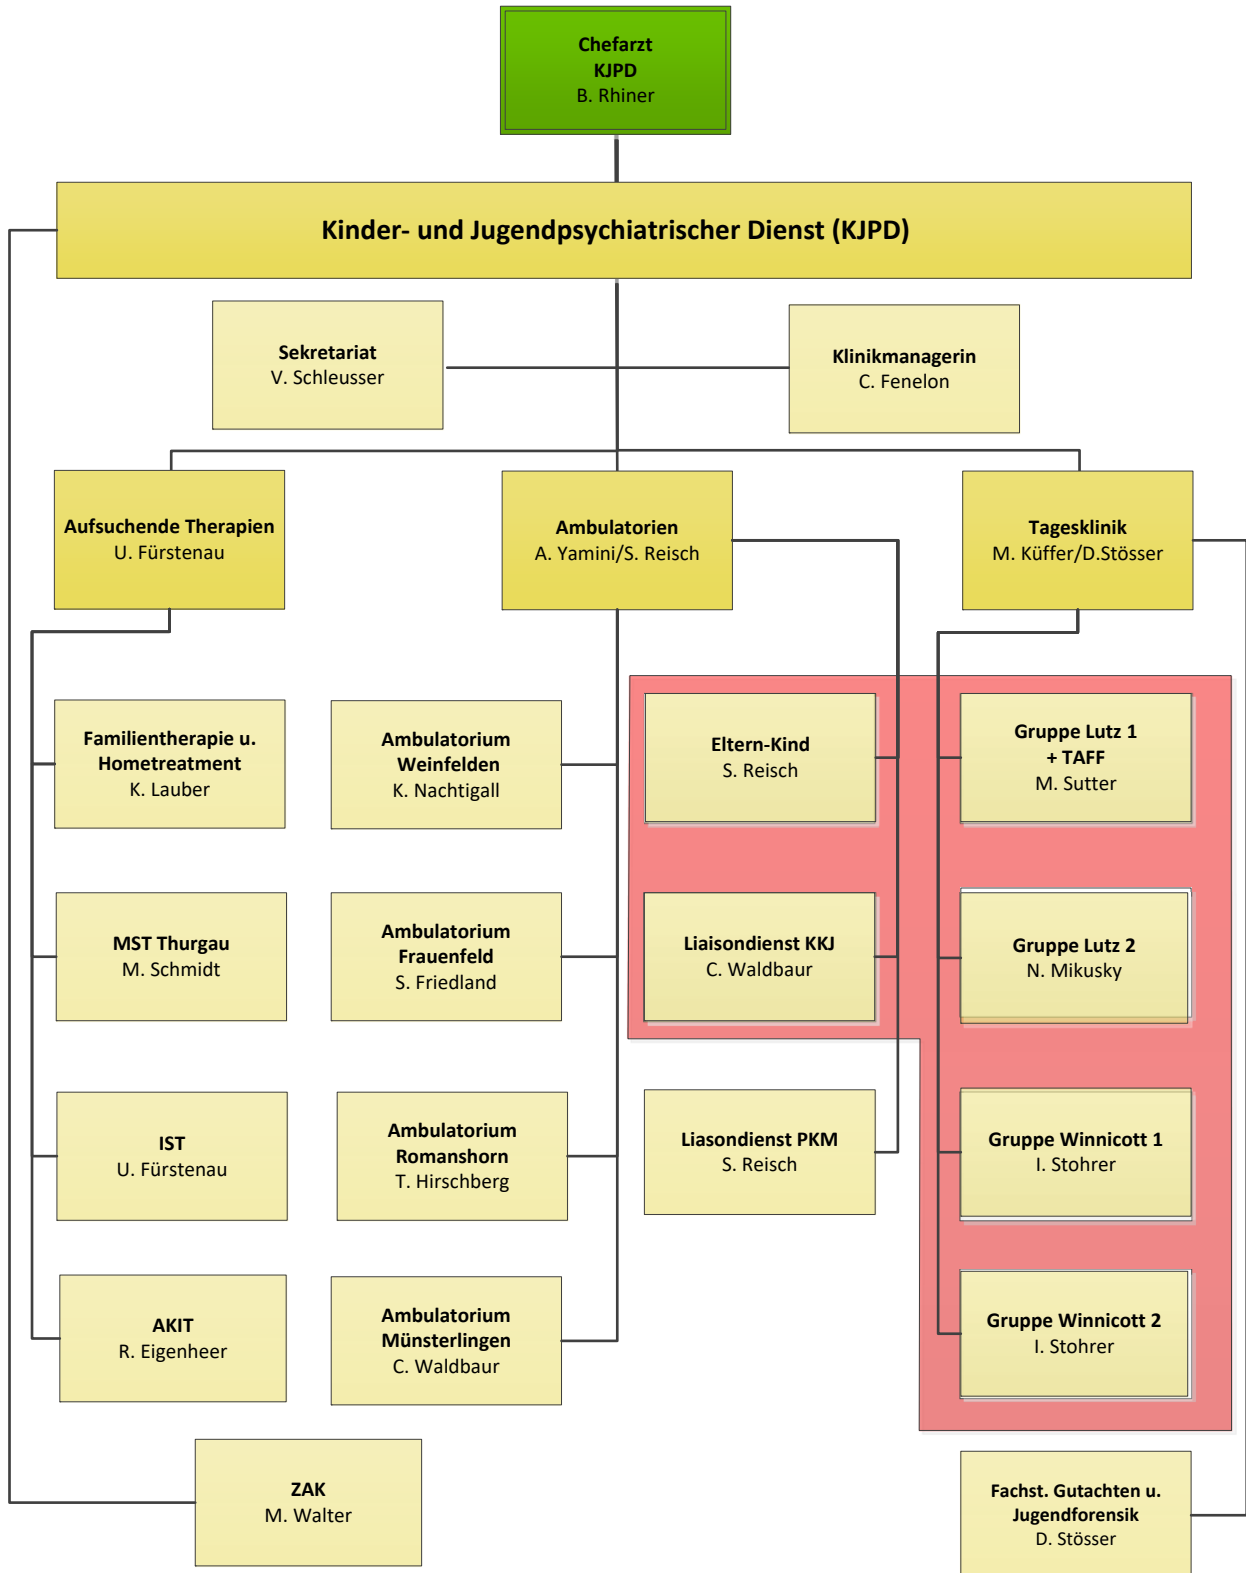 Chefarzt
KJPD
B. Rhiner
Kinder- und Jugendpsychiatrischer Dienst (KJPD)
Sekretariat
V. Schleusser
Klinikmanagerin
C. Fenelon
Aufsuchende Therapien
U. Fürstenau
Ambulatorien
A. Yamini/S. Reisch
Tagesklinik
M. Küffer/D.Stösser
Familientherapie u.
Hometreatment
K. Lauber
Ambulatorium
Weinfelden
K. Nachtigall
Eltern-Kind
S. Reisch
Gruppe Lutz 1
+ TAFF
M. Sutter
MST Thurgau
M. Schmidt
Ambulatorium
Frauenfeld
S. Friedland
Liaisondienst KKJ
C. Waldbaur
Gruppe Lutz 2
N. Mikusky
IST
U. Fürstenau
Ambulatorium
Romanshorn
T. Hirschberg
Liasondienst PKM
S. Reisch
Gruppe Winnicott 1
I. Stohrer
AKIT
R. Eigenheer
Ambulatorium
Münsterlingen
C. Waldbaur
Gruppe Winnicott 2
I. Stohrer
ZAK
M. Walter
Fachst. Gutachten u.
Jugendforensik
D. Stösser